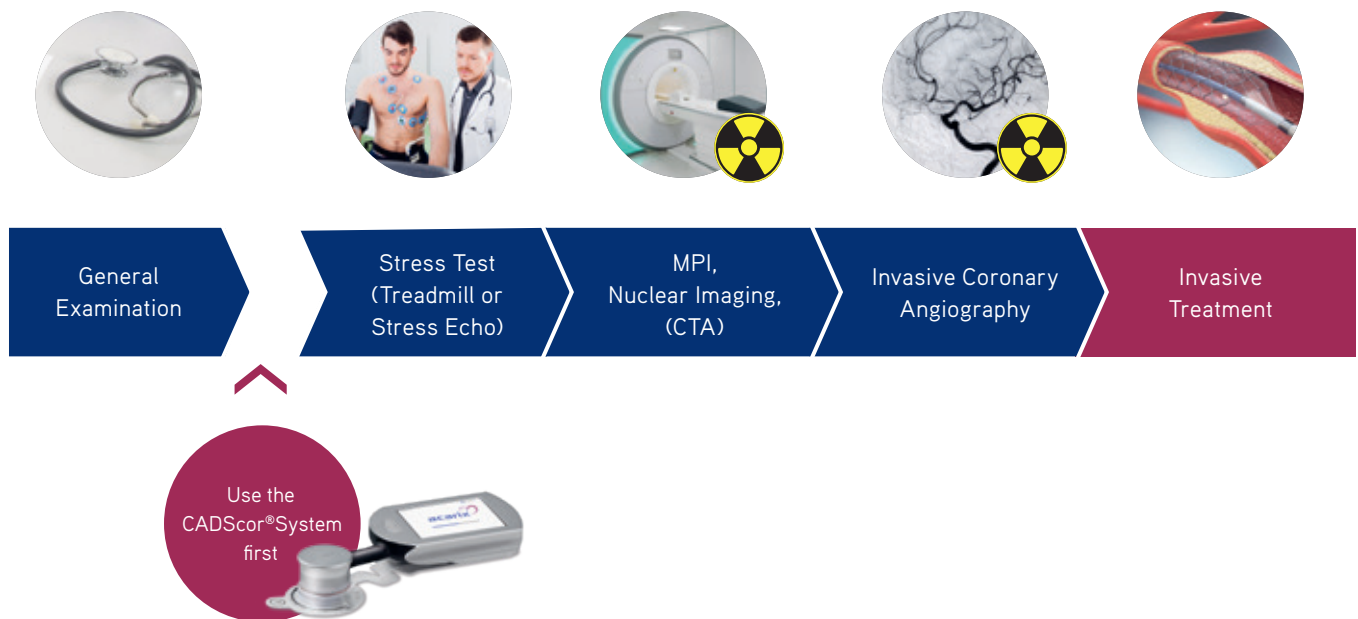 General
Examination
Stress Test
(Treadmill or
Stress Echo)
MPI,
Nuclear Imaging,
(CTA)
Invasive Coronary
Angiography
Invasive
Treatment
Use the
CADScor®System
first
acarix